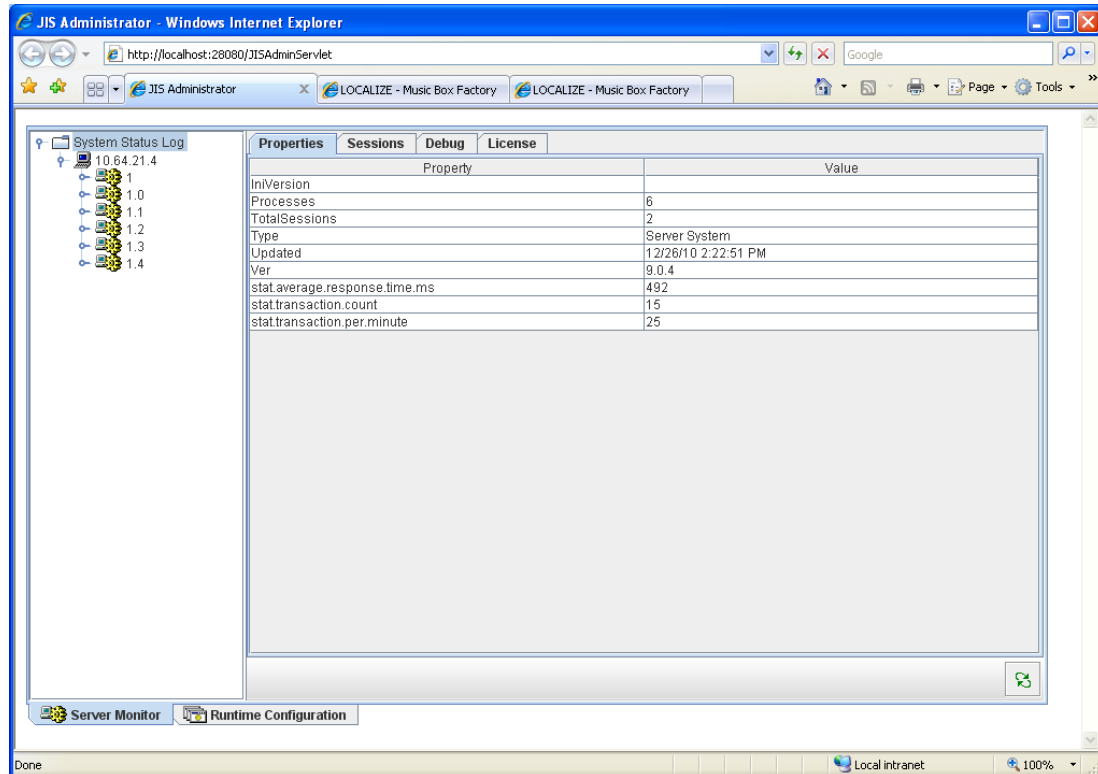 JIS Administrator - Windows Internet Explorer
http://localhost:28080/JISAdminServlet
Google
JIS Administrator
LOCALIZE - Music Box Factory
LOCALIZE - Music Box Factory
Page
Tools
System Status Log
10.64.21.4
1
1.0
1.1
1.2
1.3
1.4
Properties Sessions Debug License
Property Value
IniVersion
Processes 6
TotalSessions 2
Type Server System
Updated 12/26/10 2:22:51 PM
Ver 9.0.4
stat.average.response.time.ms 492
stat.transaction.count 15
stat.transaction.per.minute 25
Server Monitor Runtime Configuration
Done Local intranet 100%